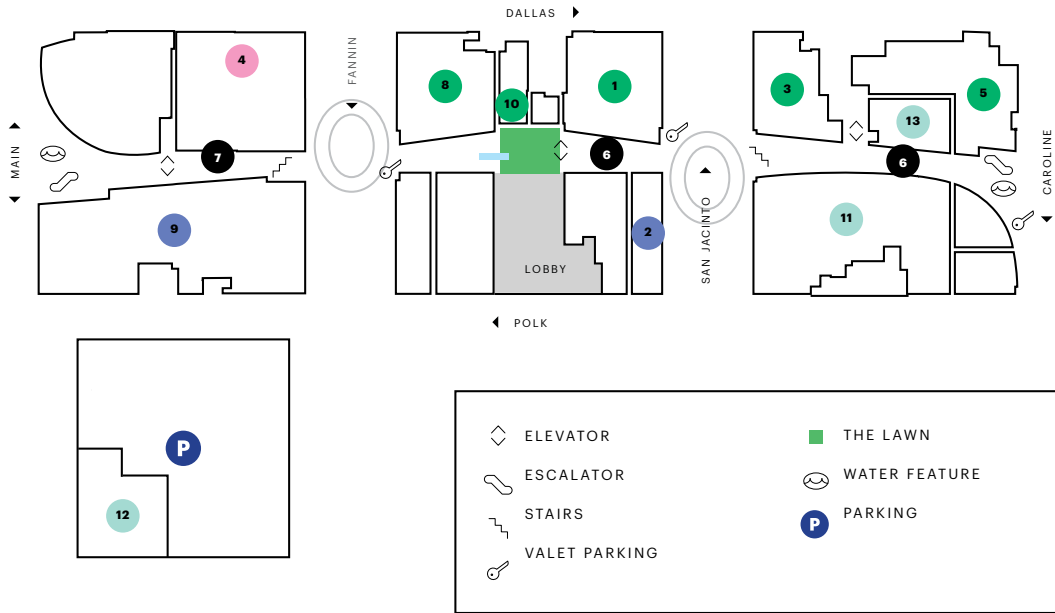 DALLAS
FANNIN
4
8
10
1
3
5
13
MAIN
7
6
6
CAROLINE
9
2
11
SAN JACINTO
LOBBY
POLK
P
12
ELEVATOR
ESCALATOR
STAIRS
VALET PARKING
THE LAWN
WATER FEATURE
P PARKING